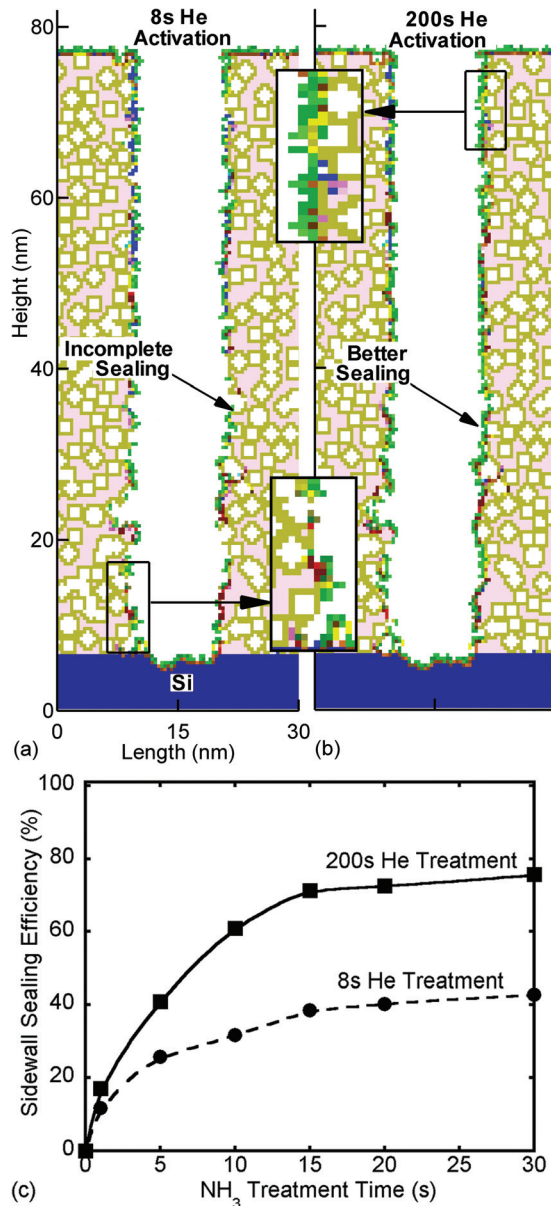 8s He
Activation
200s He
Activation
80
60
40
20
0
Height (nm)
Incomplete
Sealing
Better
Sealing
Si
0
15
30
Length (nm)
(a)
(b)
100
80
60
40
20
0
Sidewall Sealing Efficiency (%)
200s He Treatment
8s He Treatment
0
5
10
15
20
25
30
NH₃ Treatment Time (s)
(c)